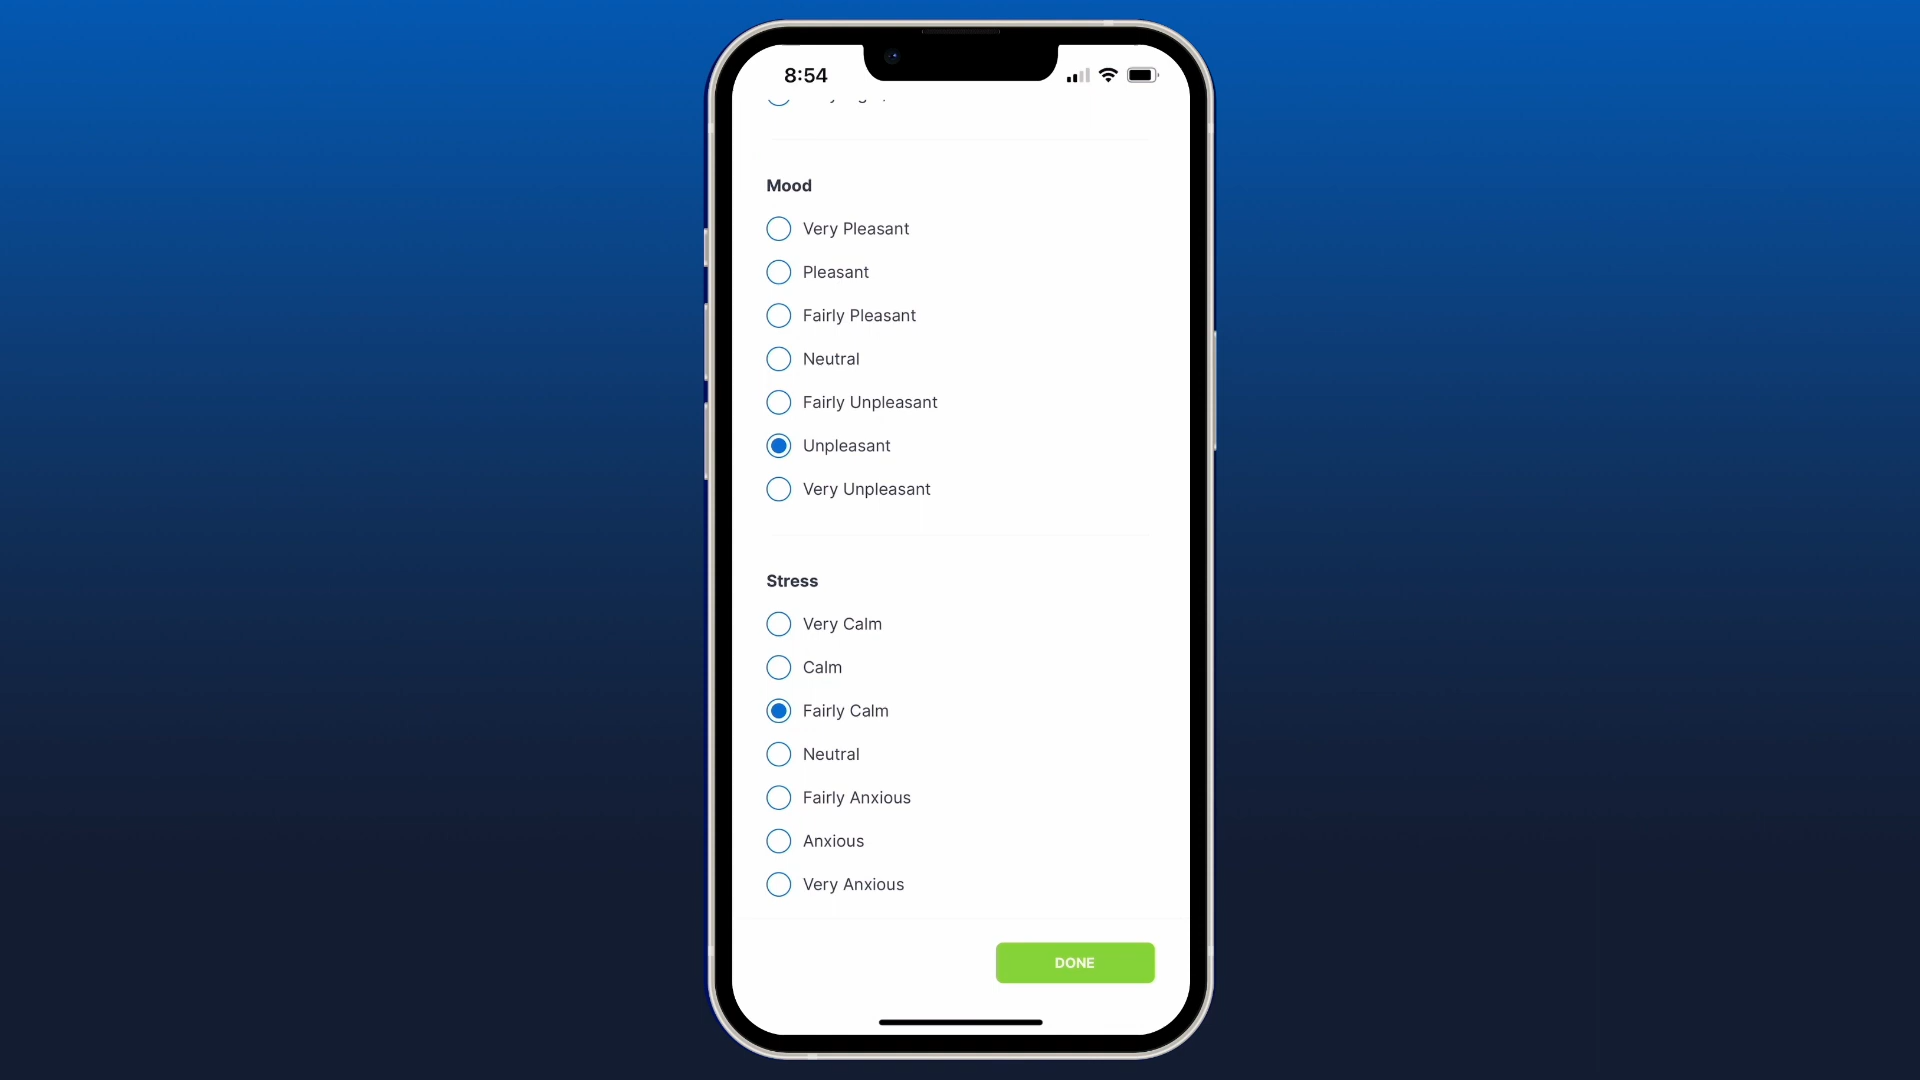 8:54
Mood
Very Pleasant
Pleasant
Fairly Pleasant
Neutral
Fairly Unpleasant
Unpleasant
Very Unpleasant
Stress
Very Calm
Calm
Fairly Calm
Neutral
Fairly Anxious
Anxious
Very Anxious
DONE